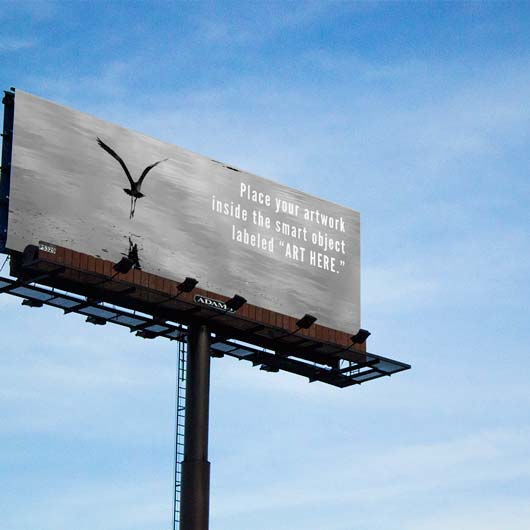 Place your artwork
inside the smart object
labeled "ART HERE."
ADAMS